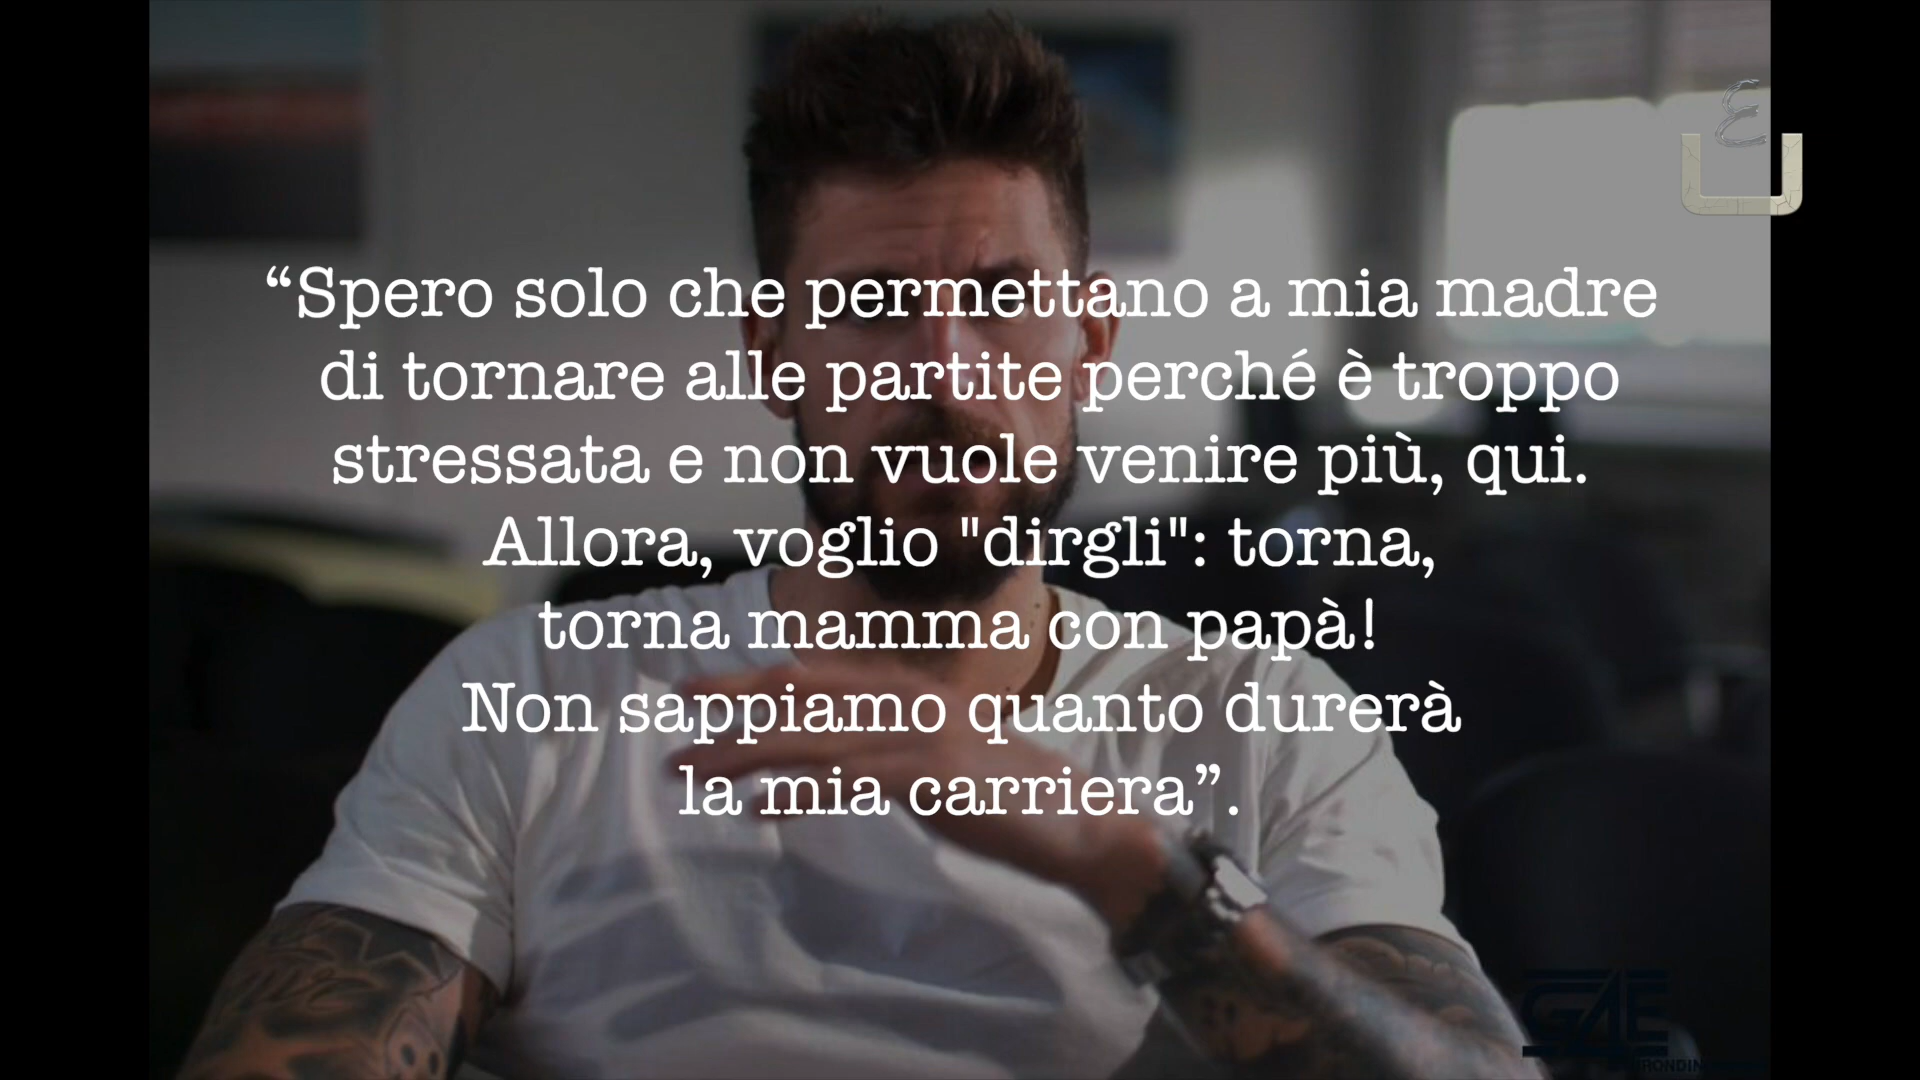 “Spero solo che permettano a mia madre
di tornare alle partite perché è troppo
stressata e non vuole venire più, qui.
Allora, voglio "dirgli": torna,
torna mamma con papà!
Non sappiamo quanto durerà
la mia carriera”.
G4E